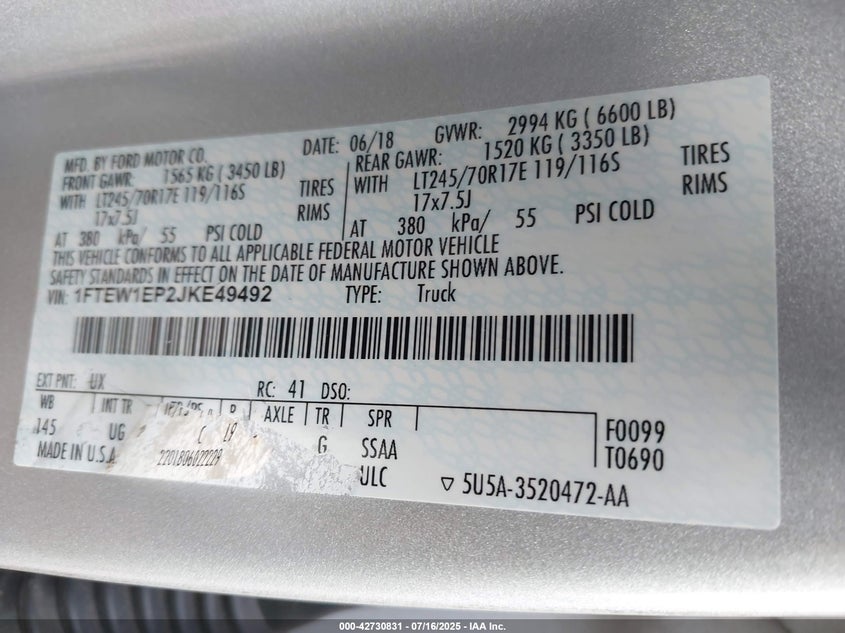 MFD. BY FORD MOTOR CO. DATE: 06/18 GVWR: 2994 KG ( 6600 LB)
FRONT GAWR: 1565 KG ( 3450 LB) REAR GAWR: 1520 KG ( 3350 LB)
WITH LT245/70R17E 119/116S TIRES WITH LT245/70R17E 119/116S TIRES
17x7.5J RIMS 17x7.5J RIMS
AT 380 kPa/ 55 PSI COLD AT 380 kPa/ 55 PSI COLD
THIS VEHICLE CONFORMS TO ALL APPLICABLE FEDERAL MOTOR VEHICLE
SAFETY STANDARDS IN EFFECT ON THE DATE OF MANUFACTURE SHOWN ABOVE.
VIN: 1FTEW1EP2JKE49492 TYPE: Truck
EXT PNT: UX RC: 41 DSO:
WB INT TR R AXLE TR SPR
145 UG C L9 G SSAA F0099
MADE IN U.S.A. 2201806022229 ULC T0690
▽ 5U5A-3520472-AA
000-42730831 - 07/16/2025 - IAA Inc.